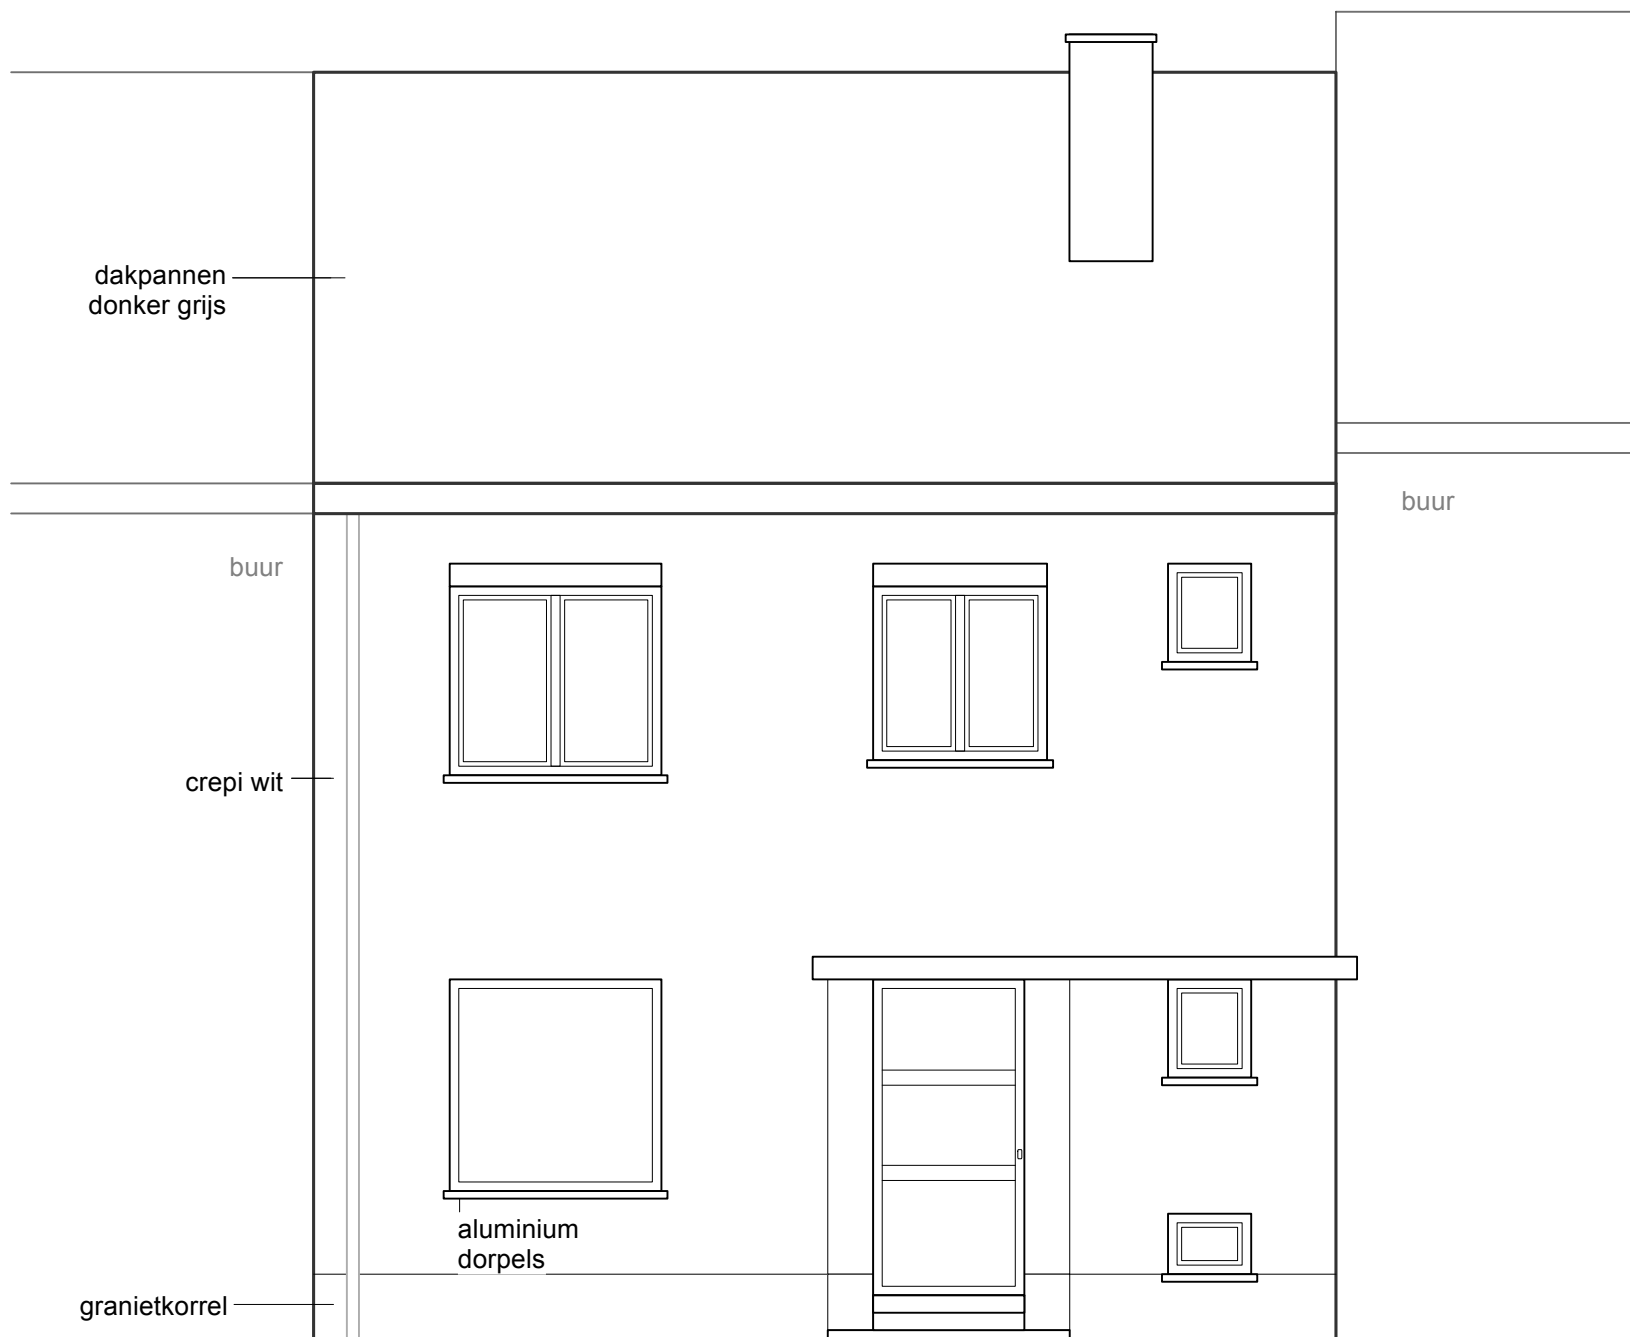 dakpannen
donker grijs
buur
buur
crepi wit
aluminium
dorpels
granietkorrel